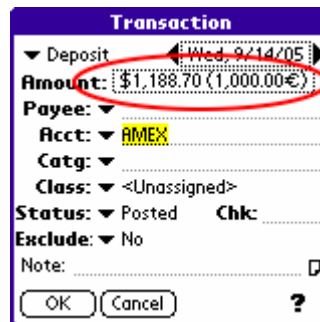 Transaction
Deposit Wed, 9/14/05
Amount: $1,188.70 (1,000.00€)
Payee:
Acct: AMEX
Catg:
Class: <Unassigned>
Status: Posted Chk:
Exclude: No
Note:
OK Cancel ?